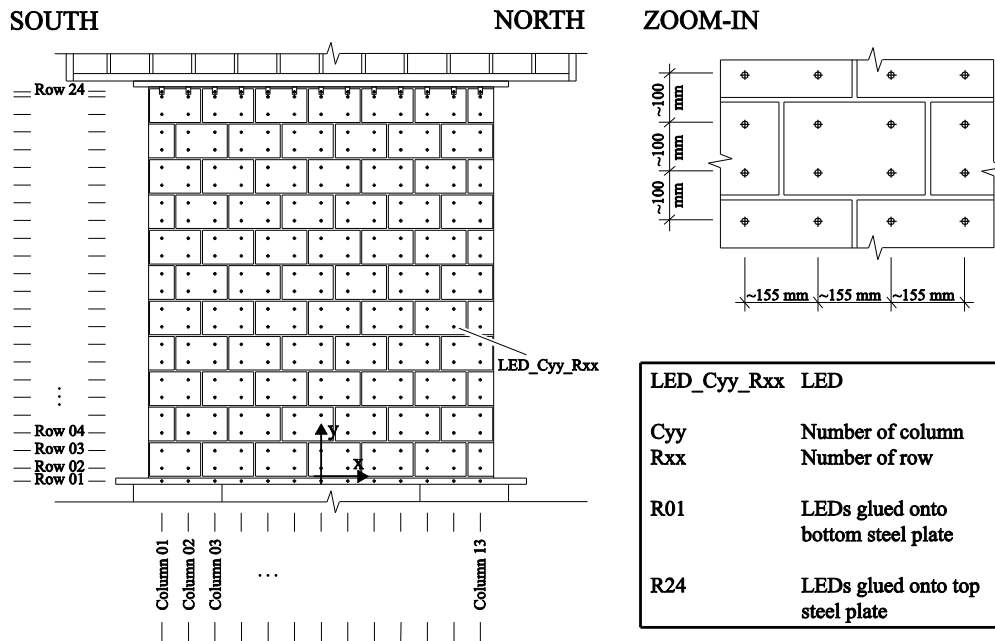 SOUTH
NORTH
ZOOM-IN
Row 24
~100
mm
~100
mm
~100
mm
~155 mm
~155 mm
~155 mm
LED_Cyy_Rxx
...
Row 04
Row 03
Row 02
Row 01
y
x
Column 01
Column 02
Column 03
...
Column 13
LED_Cyy_Rxx LED
Cyy Number of column
Rxx Number of row
R01 LEDs glued onto
bottom steel plate
R24 LEDs glued onto top
steel plate